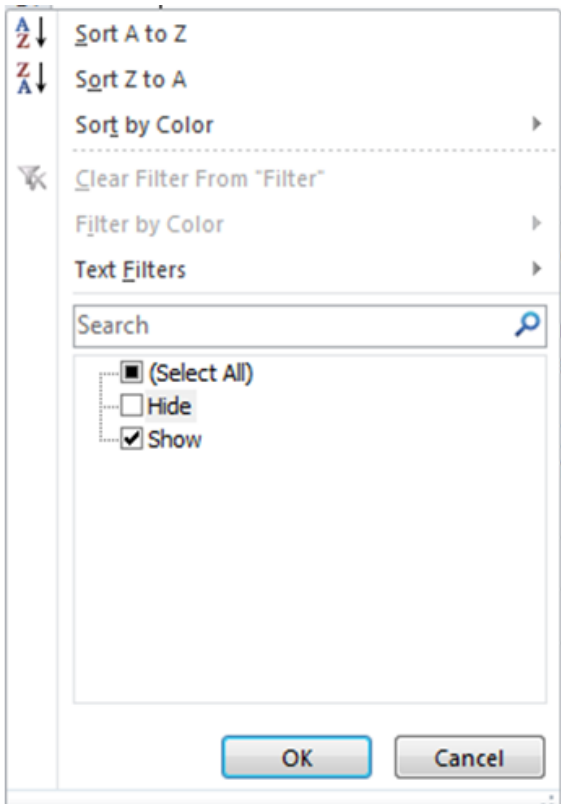 Sort A to Z
Sort Z to A
Sort by Color
Clear Filter From "Filter"
Filter by Color
Text Filters
Search
(Select All)
Hide
Show
OK Cancel